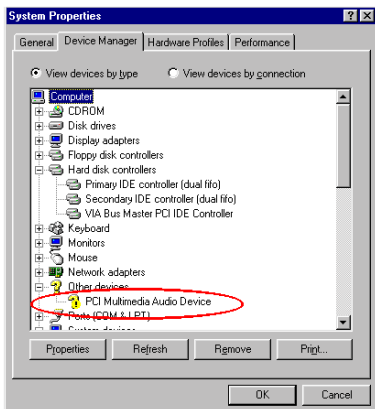 System Properties
General Device Manager Hardware Profiles Performance
View devices by type View devices by connection
Computer
CDROM
Disk drives
Display adapters
Floppy disk controllers
Hard disk controllers
Primary IDE controller (dual fifo)
Secondary IDE controller (dual fifo)
VIA Bus Master PCI IDE Controller
Keyboard
Monitors
Mouse
Network adapters
Other devices
PCI Multimedia Audio Device
Ports (COM & LPT)
System devices
Properties Refresh Remove Print...
OK Cancel